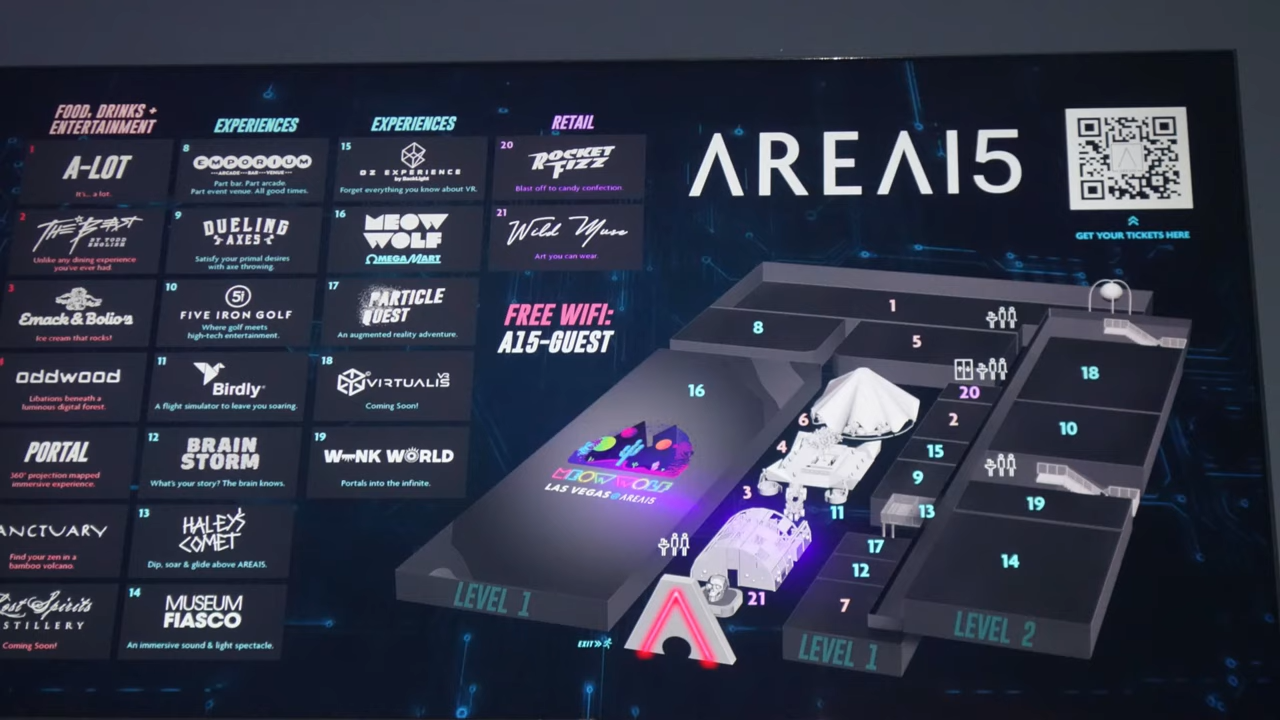 FOOD, DRINKS +
ENTERTAINMENT
1
A-LOT
It's... a lot.
2
THE BEAST
BY TODD
ENGLISH
Unlike any dining experience
you've ever had.
3
Emack & Bolio's
Ice cream that rocks!
oddwood
Libations beneath a
luminous digital forest.
PORTAL
360° projection mapped
immersive experience.
ANCTUARY
Find your zen in a
bamboo volcano.
ost Spirits
STILLERY
Coming Soon!
EXPERIENCES
8
EMPORIUM
ARCADE BAR VENUE
Part bar. Part arcade.
Part event venue. All good times.
9
DUELING
AXES
Satisfy your primal desires
with axe throwing.
10
5I
FIVE IRON GOLF
Where golf meets
high-tech entertainment.
11
Birdly
A flight simulator to leave you soaring.
12
BRAIN
STORM
What's your story? The brain knows.
13
HALEY'S
COMET
Dip, soar & glide above AREA15.
14
MUSEUM
FIASCO
An immersive sound & light spectacle.
EXPERIENCES
15
OZ EXPERIENCE
by BackLight
Forget everything you know about VR.
16
MEOW
WOLF
OMEGA MART
17
PARTICLE
QUEST
An augmented reality adventure.
18
VIRTUALIS VR
Coming Soon!
19
WINK WORLD
Portals into the infinite.
RETAIL
20
ROCKET
FIZZ
Blast off to candy confection.
21
Wild Muse
Art you can wear.
FREE WIFI:
A15-GUEST
AREA15
GET YOUR TICKETS HERE
1
8
5
16
18
20
6
2
10
4
15
9
3
11
13
19
17
12
14
21
7
MEOW WOLF
LAS VEGAS @ AREA15
LEVEL 1
EXIT >>
LEVEL 1
LEVEL 2